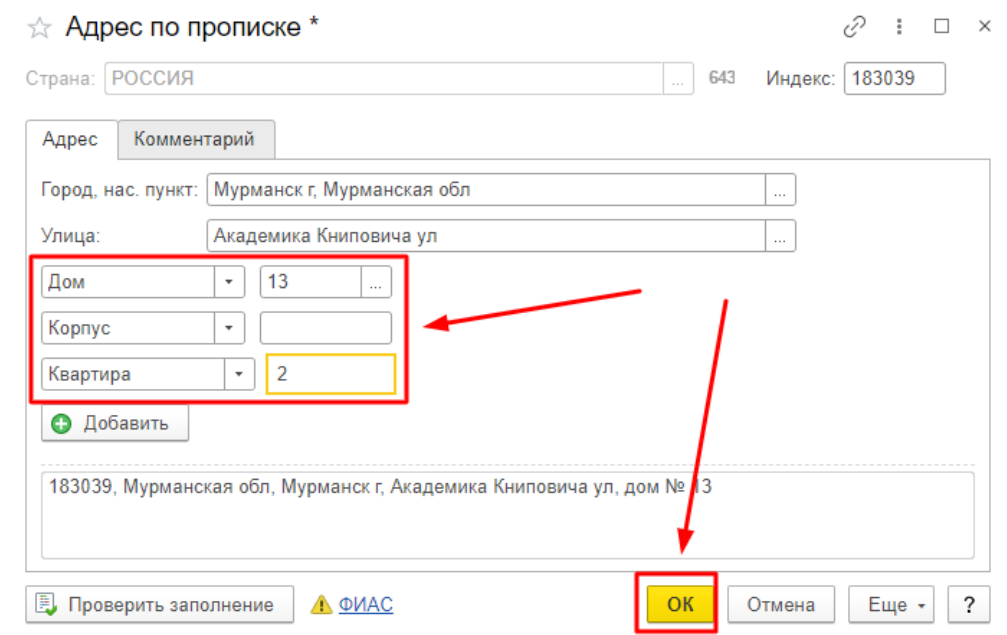 Адрес по прописке *
Страна: РОССИЯ ... 643 Индекс: 183039
Адрес Комментарий
Город, нас. пункт: Мурманск г, Мурманская обл ...
Улица: Академика Книповича ул ...
Дом 13 ...
Корпус
Квартира 2
Добавить
183039, Мурманская обл, Мурманск г, Академика Книповича ул, дом № 13
Проверить заполнение ФИАС ОК Отмена Еще ?